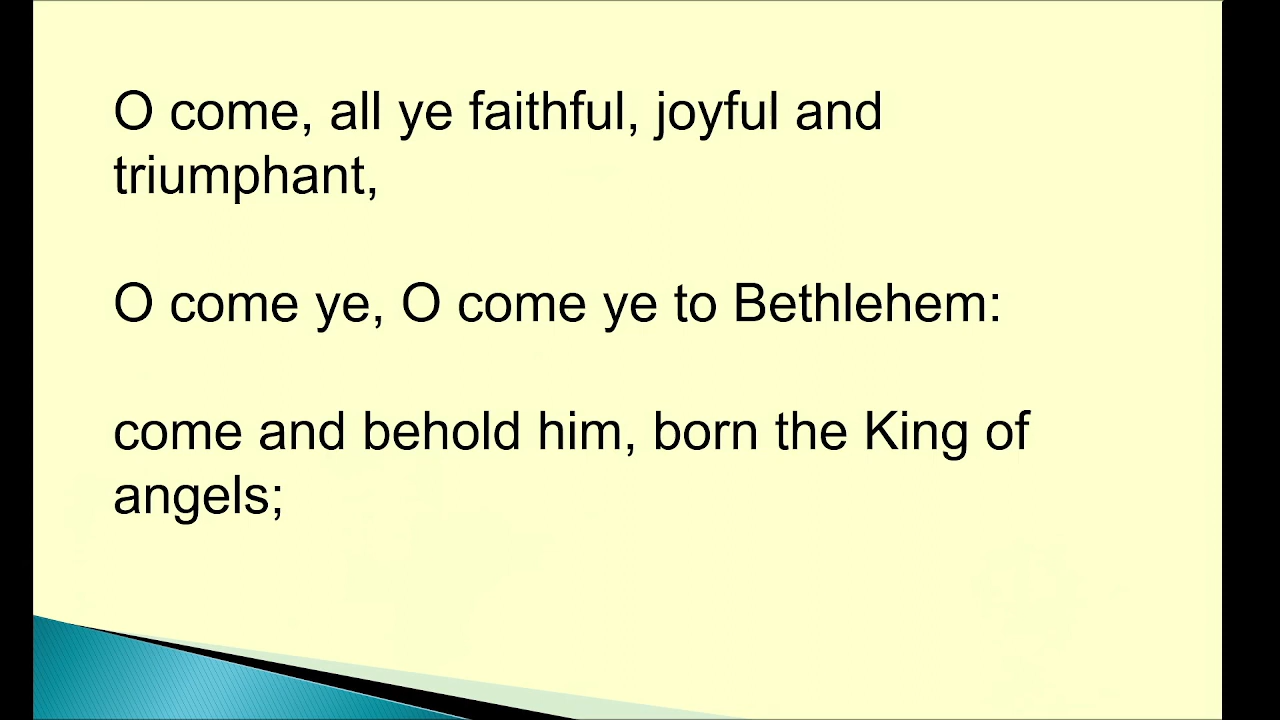 O come, all ye faithful, joyful and
triumphant,
O come ye, O come ye to Bethlehem:
come and behold him, born the King of
angels;